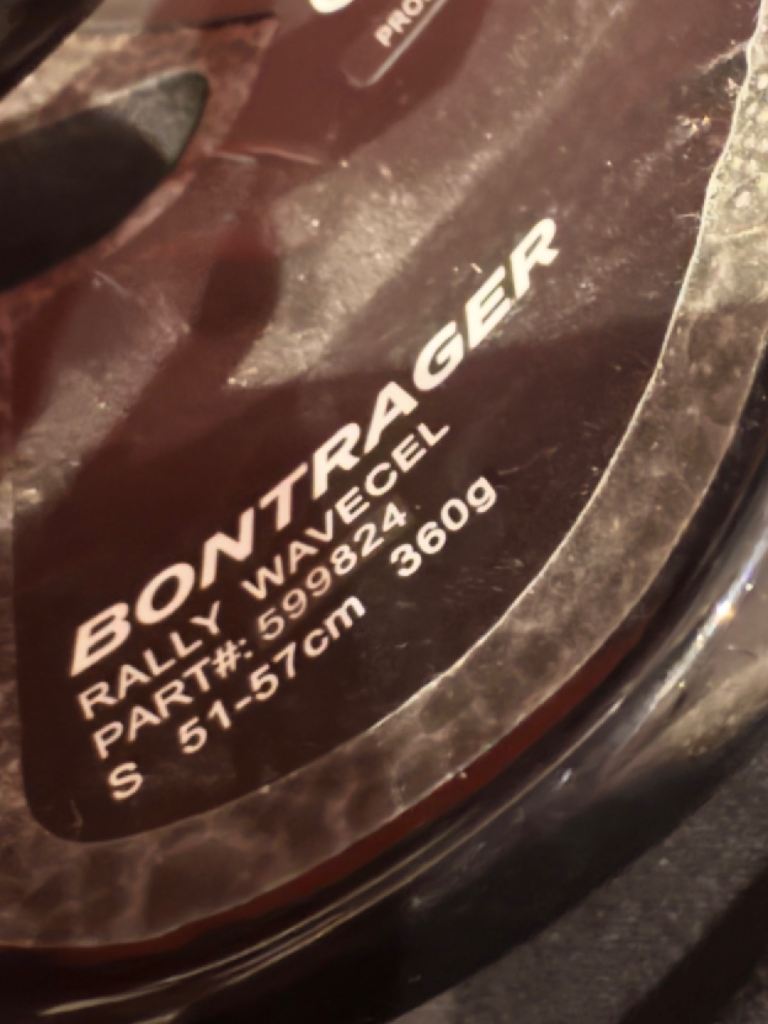 BONTRAGER
RALLY WAVECEL
PART#: 599824
S 51-57cm 360g